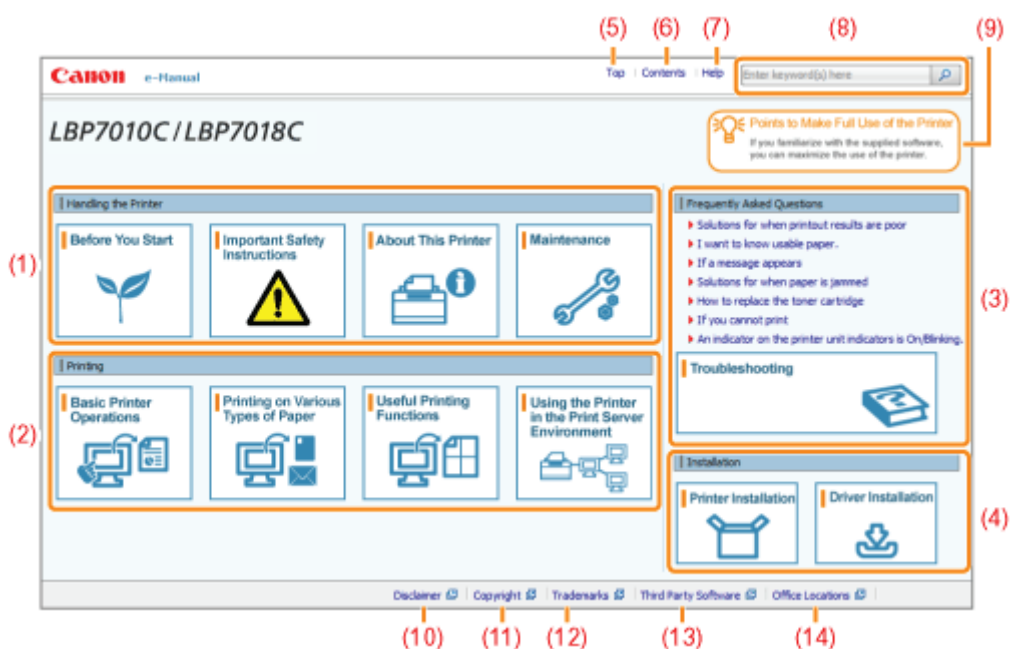 (5) (6) (7) (8) (9)
Canon e-Manual Top Contents Help Enter keyword(s) here
LBP7010C / LBP7018C
Points to Make Full Use of the Printer
If you familiarize with the supplied software,
you can maximize the use of the printer.
(1)
Handling the Printer
Before You Start
Important Safety
Instructions
About This Printer
Maintenance
(2)
Printing
Basic Printer
Operations
Printing on Various
Types of Paper
Useful Printing
Functions
Using the Printer
in the Print Server
Environment
(3)
Frequently Asked Questions
Solutions for when printout results are poor
I want to know usable paper.
If a message appears
Solutions for when paper is jammed
How to replace the toner cartridge
If you cannot print
An indicator on the printer unit indicators is On/Blinking.
Troubleshooting
(4)
Installation
Printer Installation
Driver Installation
Disclaimer Copyright Trademarks Third Party Software Office Locations
(10) (11) (12) (13) (14)